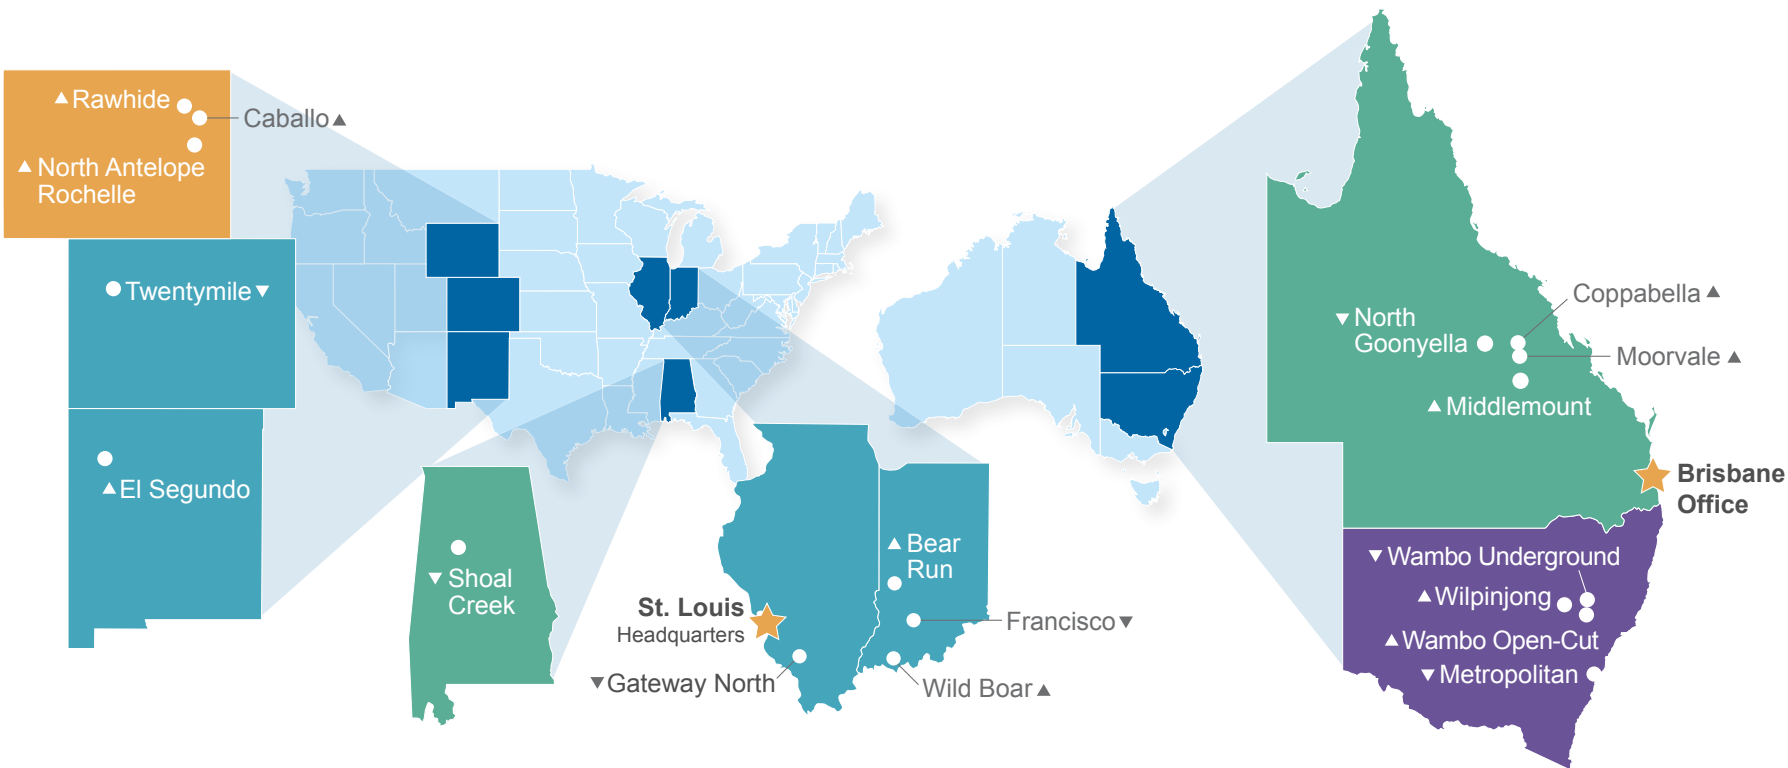 ▲Rawhide
Caballo▲
▲North Antelope
Rochelle
Twentymile▼
▲El Segundo
▼Shoal
Creek
St. Louis
Headquarters
▼Gateway North
▲Bear
Run
Francisco▼
Wild Boar▲
Coppabella▲
▼North
Goonyella
Moorvale▲
▲Middlemount
Brisbane
Office
▼Wambo Underground
▲Wilpinjong
▲Wambo Open-Cut
▼Metropolitan